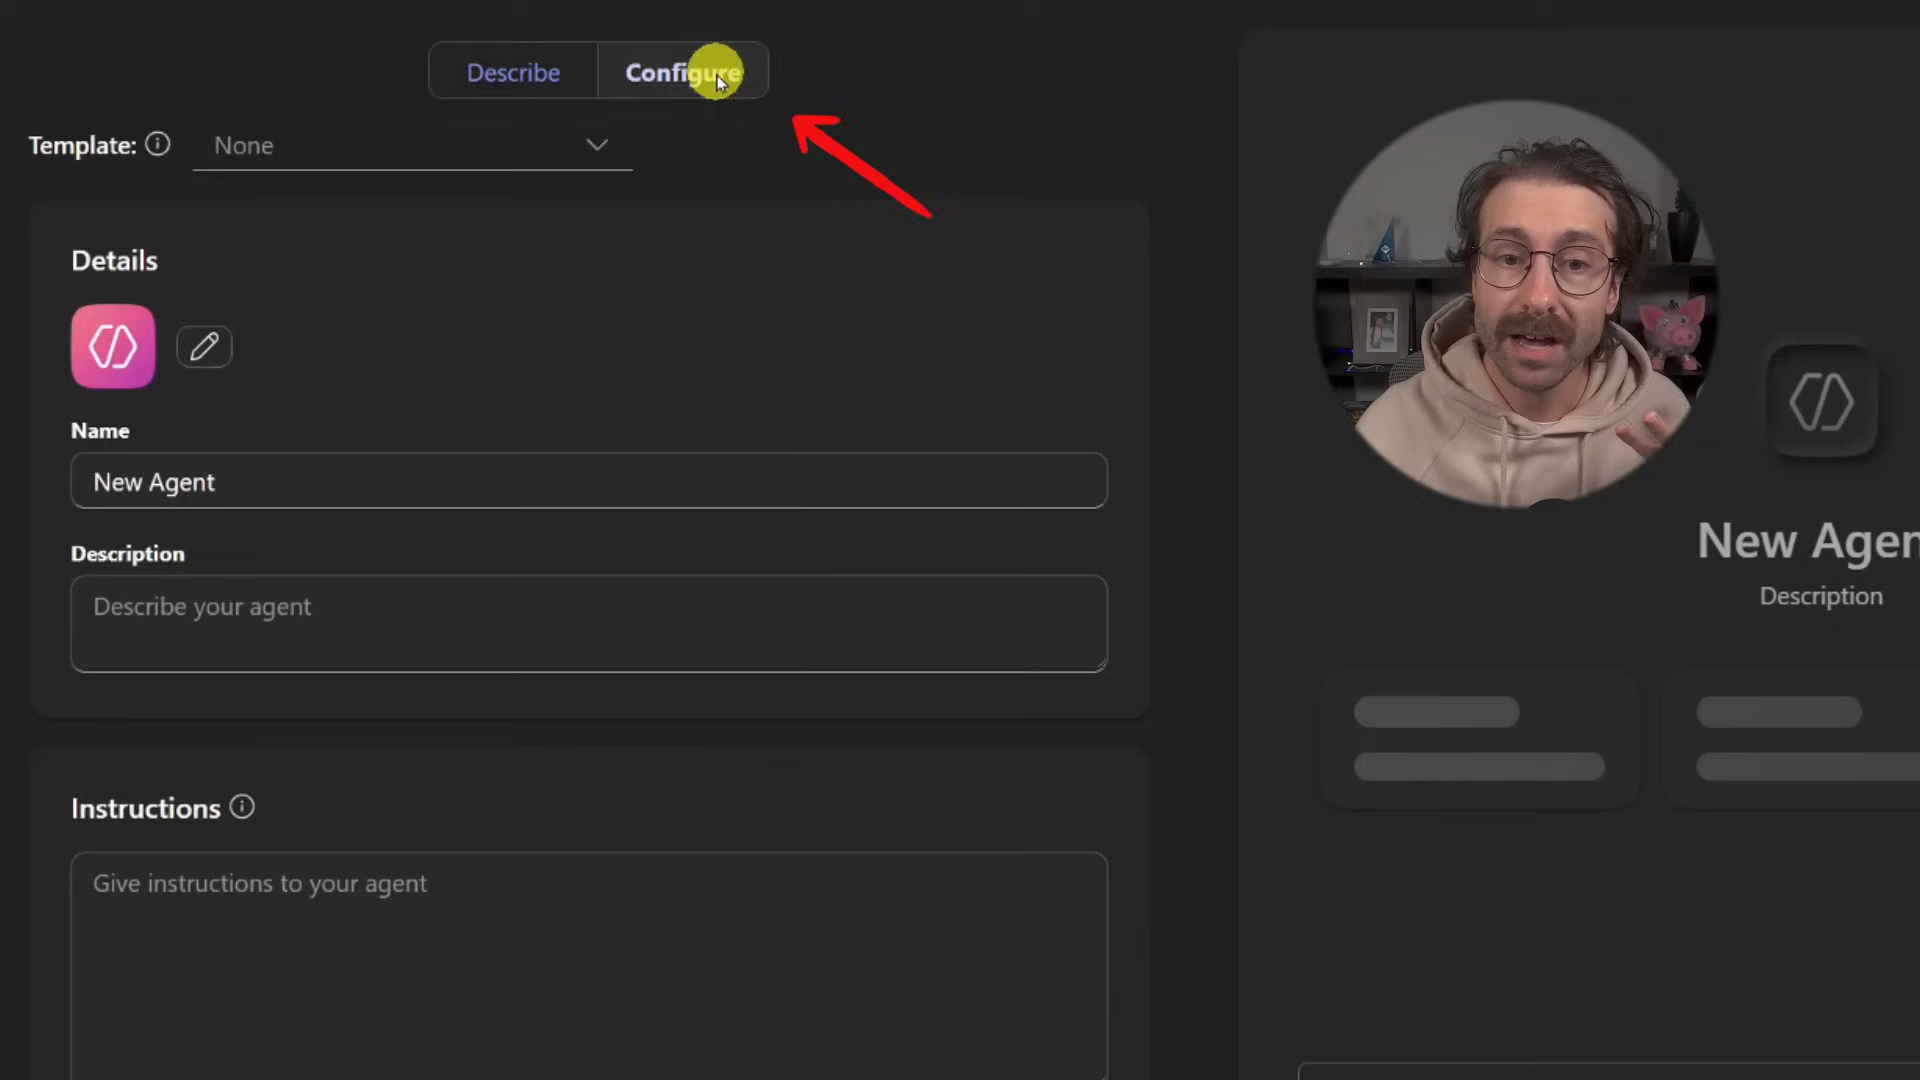 Describe
Configure
Template:
None
Details
Name
New Agent
Description
Describe your agent
Instructions
Give instructions to your agent
New Agen
Description